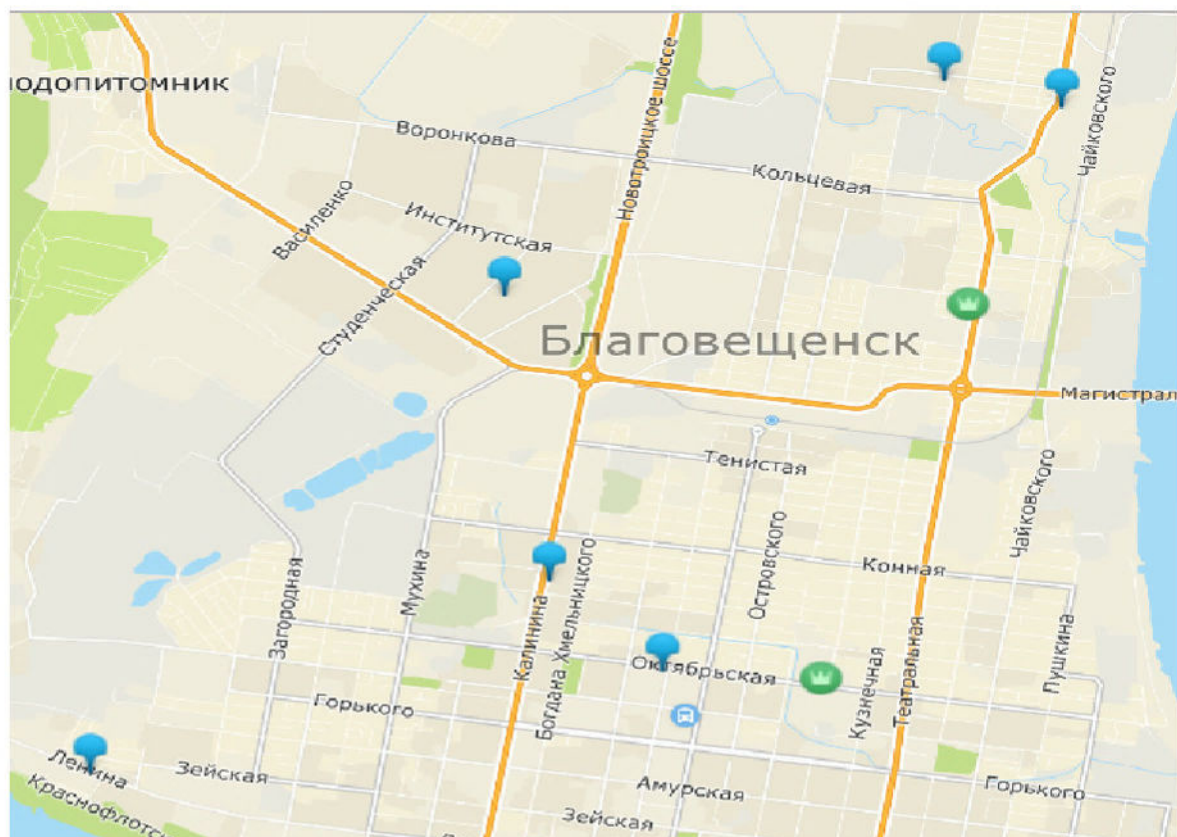 лодопитомник
Новотроицкое шоссе
Чайковского
Воронкова
Кольцевая
Василенко
Институтская
Студенческая
Благовещенск
Магистрал
Тенистая
Чайковского
Островского
Конная
Загородная
Мухина
Калинина
Богдана Хмельницкого
Октябрьская
Кузнечная
Театральная
Пушкина
Горького
Ленина
Зейская
Краснофлотс
Амурская
Горького
Зейская